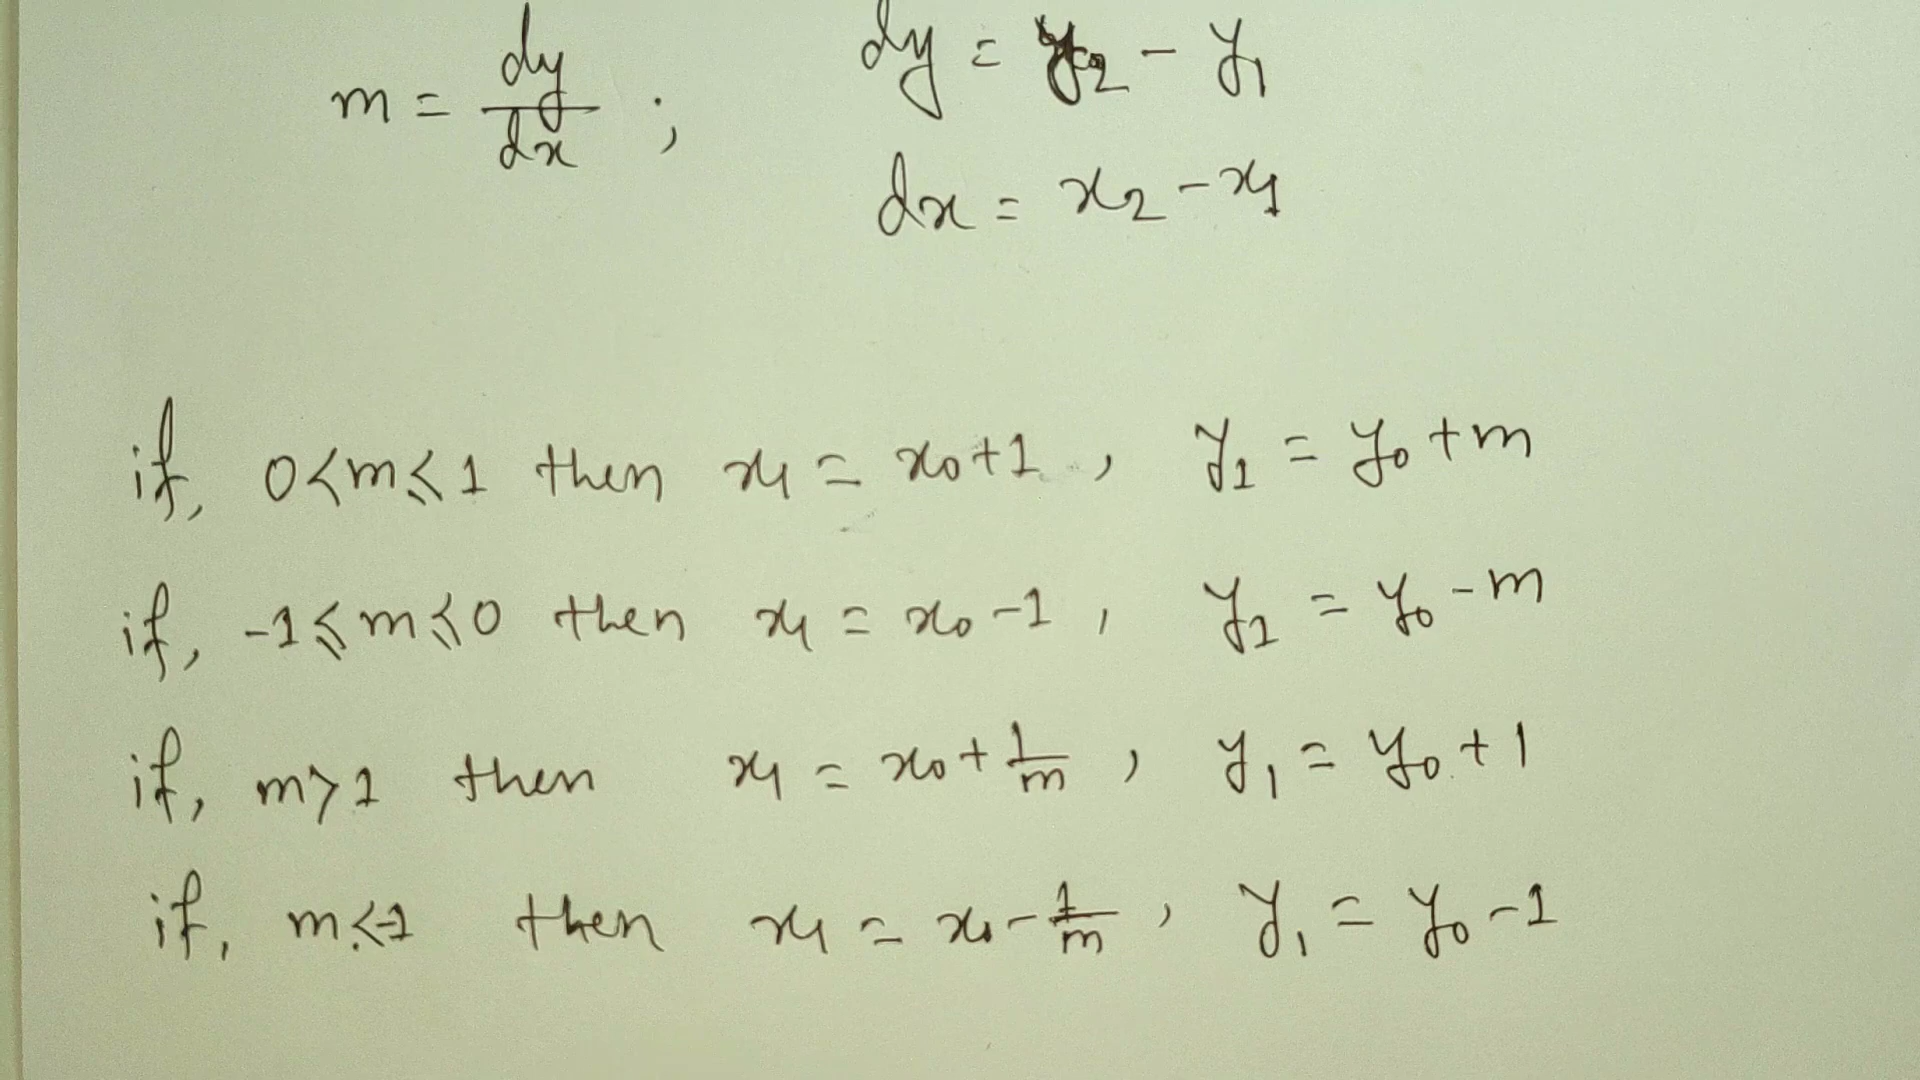 m = dy/dx ; dy = y2 - y1
dx = x2 - x1
if, 0<m≤1 then x1 = x0+1 , y1 = y0+m
if, -1≤m≤0 then x1 = x0-1 , y1 = y0-m
if, m>1 then x1 = x0+1/m , y1 = y0+1
if, m<-1 then x1 = x0-1/m , y1 = y0-1